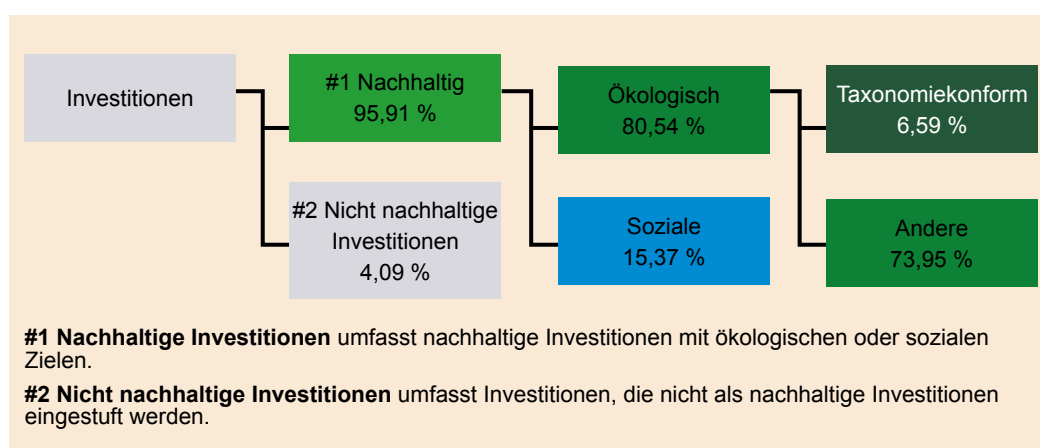 Investitionen
#1 Nachhaltig
95,91 %
#2 Nicht nachhaltige
Investitionen
4,09 %
Ökologisch
80,54 %
Soziale
15,37 %
Taxonomiekonform
6,59 %
Andere
73,95 %
#1 Nachhaltige Investitionen umfasst nachhaltige Investitionen mit ökologischen oder sozialen
Zielen.
#2 Nicht nachhaltige Investitionen umfasst Investitionen, die nicht als nachhaltige Investitionen
eingestuft werden.